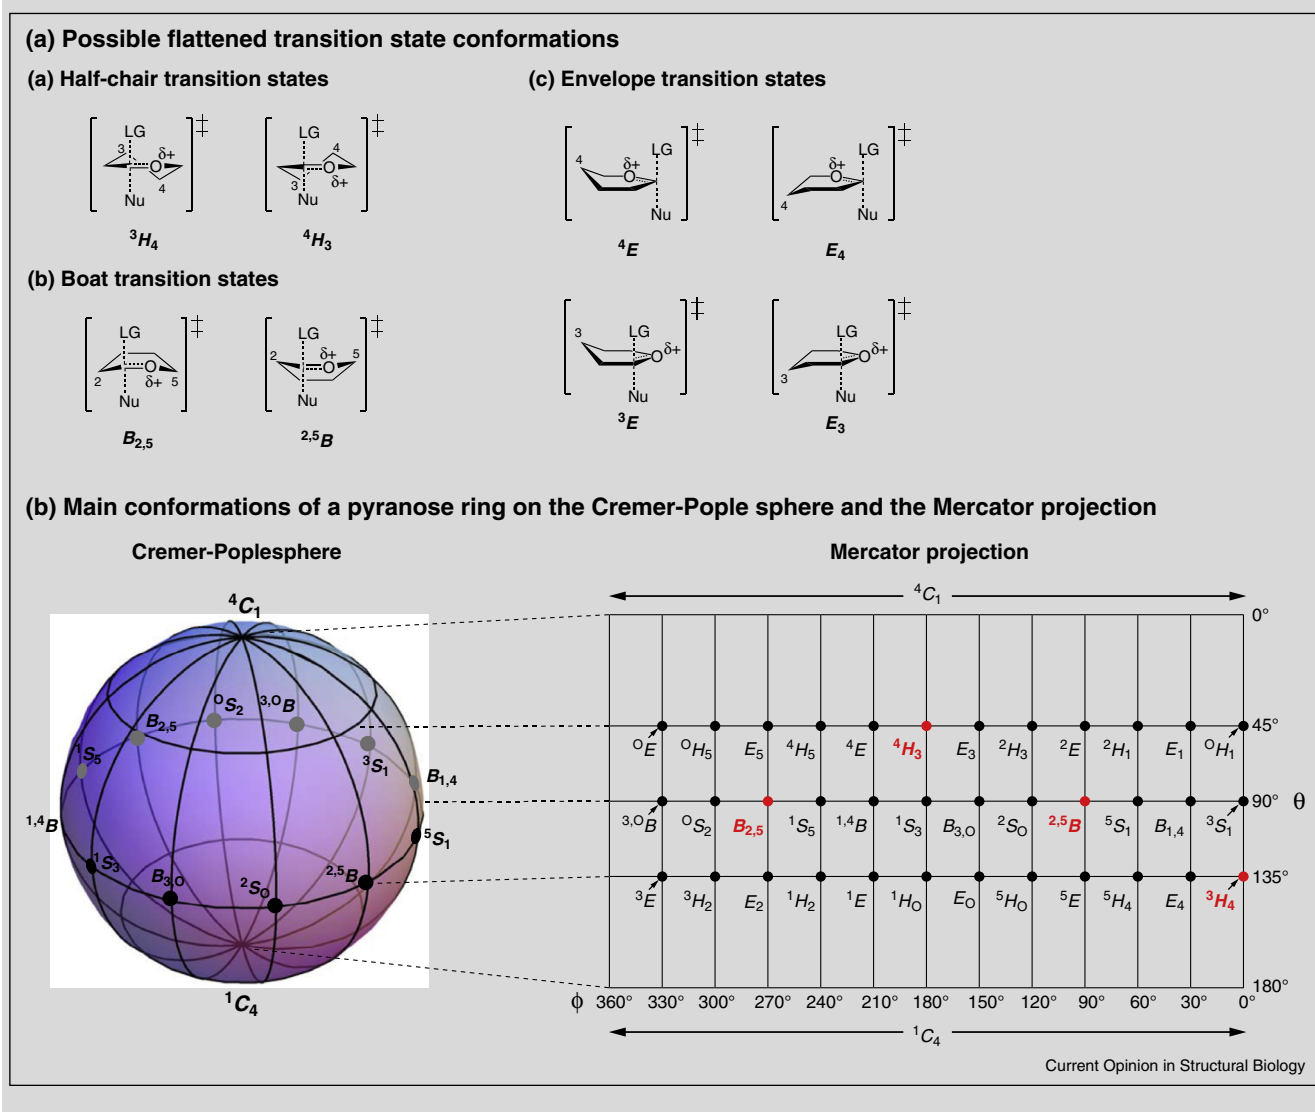 (a) Possible flattened transition state conformations
(a) Half-chair transition states
(c) Envelope transition states
LG ‡ LG ‡ LG ‡ LG ‡
3 δ+ 4 4 δ+ δ+
O O O O
4 3 δ+ 4
Nu Nu Nu Nu
³H₄ ⁴H₃ ⁴E E₄
(b) Boat transition states
LG ‡ LG ‡ LG ‡ LG ‡
2 O δ+ 5 2 δ+ O 5 3 O δ+ 3 O δ+
Nu Nu Nu Nu
B₂,₅ ²,⁵B ³E E₃
(b) Main conformations of a pyranose ring on the Cremer-Pople sphere and the Mercator projection
Cremer-Poplesphere
⁴C₁
B₂,₅ ᴼS₂ ³,ᴼB
¹S₅ ³S₁ B₁,₄
¹,⁴B ⁵S₁
¹S₃ B₃,O ²SO ²,⁵B
¹C₄
Mercator projection
⁴C₁
0°
45°
ᴼE ᴼH₅ E₅ ⁴H₅ ⁴E ⁴H₃ E₃ ²H₃ ²E ²H₁ E₁ ᴼH₁
90° θ
³,ᴼB ᴼS₂ B₂,₅ ¹S₅ ¹,⁴B ¹S₃ B₃,O ²SO ²,⁵B ⁵S₁ B₁,₄ ³S₁
135°
³E ³H₂ E₂ ¹H₂ ¹E ¹HO EO ⁵HO ⁵E ⁵H₄ E₄ ³H₄
180°
ϕ 360° 330° 300° 270° 240° 210° 180° 150° 120° 90° 60° 30° 0°
¹C₄
Current Opinion in Structural Biology